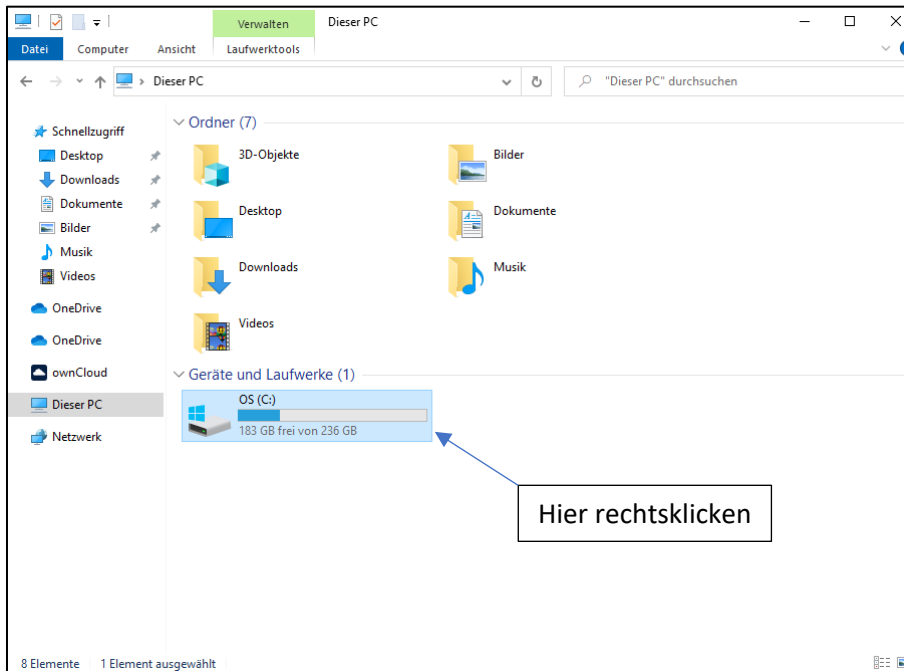 Verwalten
Dieser PC
Datei
Computer
Ansicht
Laufwerktools
Dieser PC
"Dieser PC" durchsuchen
Schnellzugriff
Desktop
Downloads
Dokumente
Bilder
Musik
Videos
OneDrive
OneDrive
ownCloud
Dieser PC
Netzwerk
Ordner (7)
3D-Objekte
Bilder
Desktop
Dokumente
Downloads
Musik
Videos
Geräte und Laufwerke (1)
OS (C:)
183 GB frei von 236 GB
Hier rechtsklicken
8 Elemente
1 Element ausgewählt